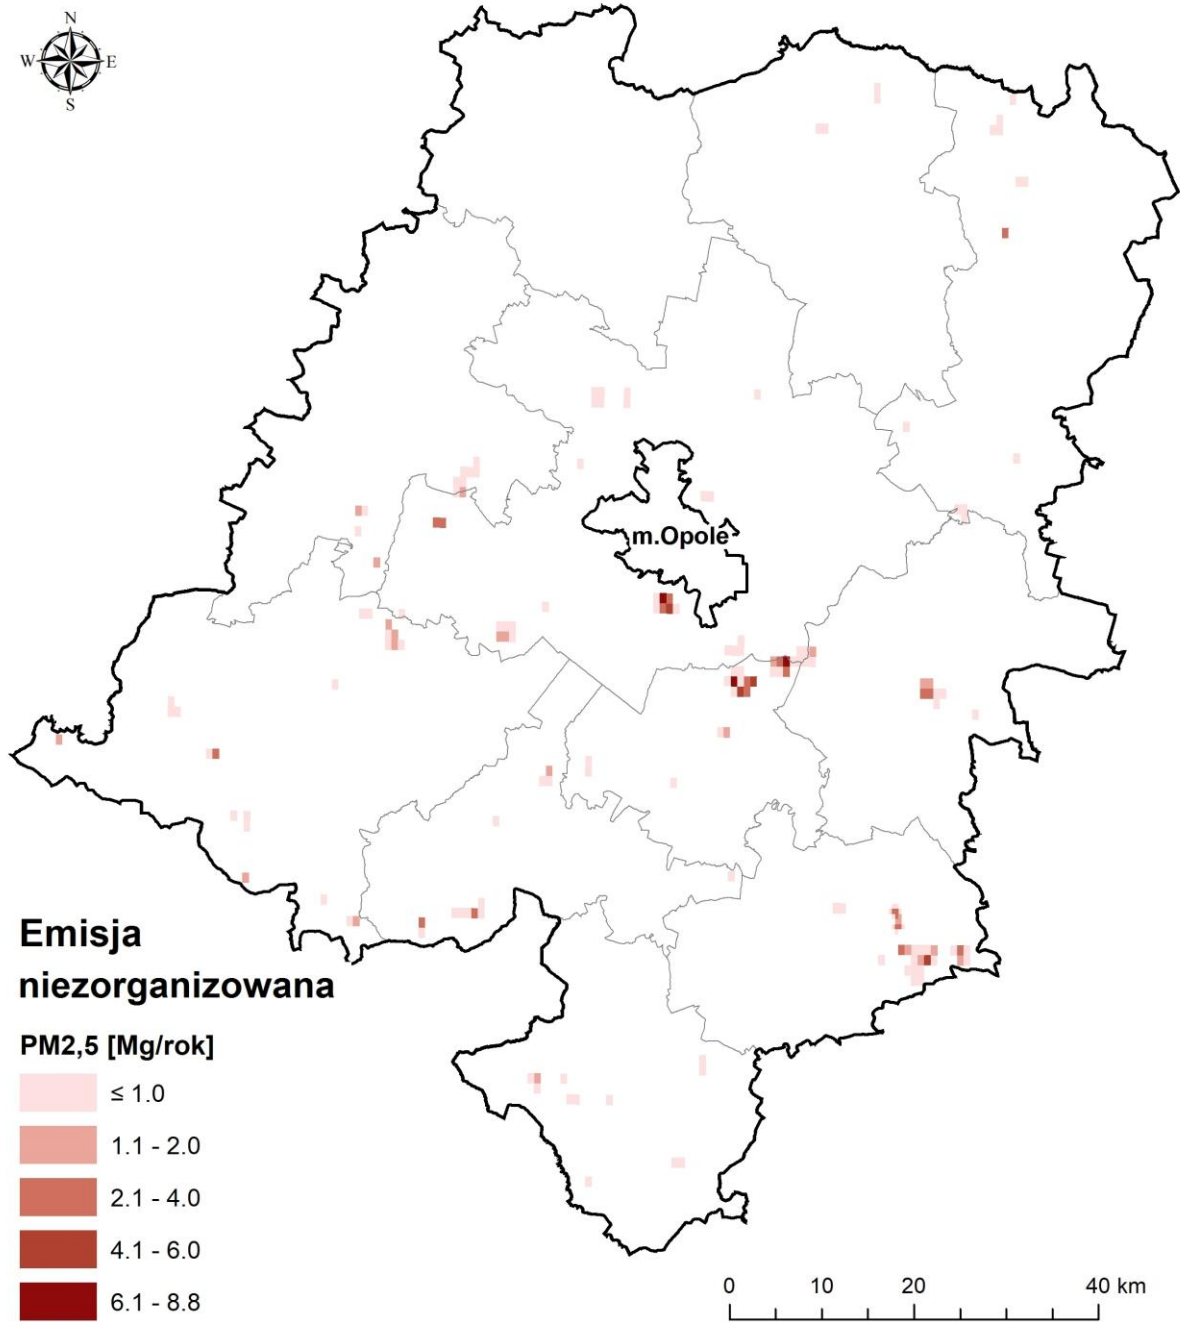 N
W E
S
m.Opole
Emisja
niezorganizowana
PM2,5 [Mg/rok]
≤ 1.0
1.1 - 2.0
2.1 - 4.0
4.1 - 6.0
6.1 - 8.8
0 10 20 40 km